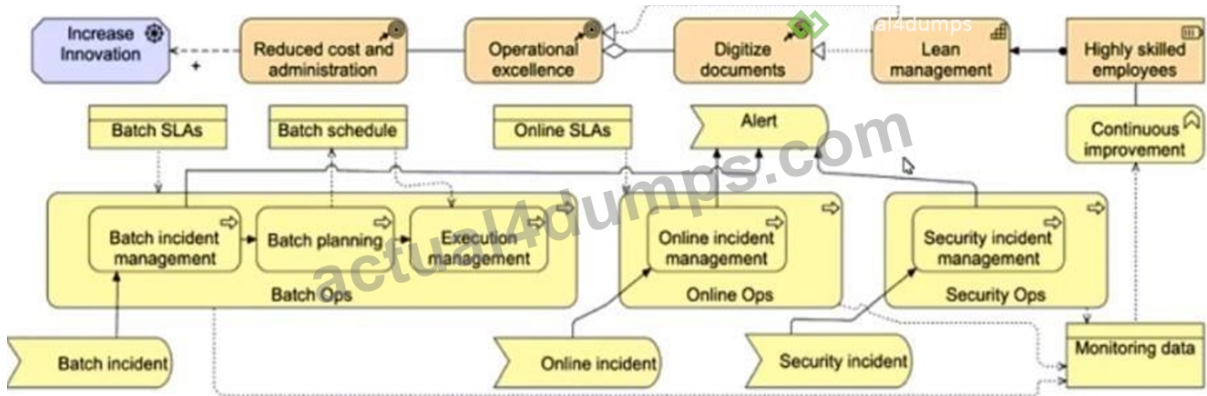 Increase
Innovation
+
Reduced cost and
administration
Operational
excellence
Digitize
documents
Lean
management
Highly skilled
employees
Batch SLAs
Batch schedule
Online SLAs
Alert
Continuous
improvement
Batch incident
management
Batch planning
Execution
management
Batch Ops
Online incident
management
Online Ops
Security incident
management
Security Ops
Monitoring data
Batch incident
Online incident
Security incident
actual4dumps.com